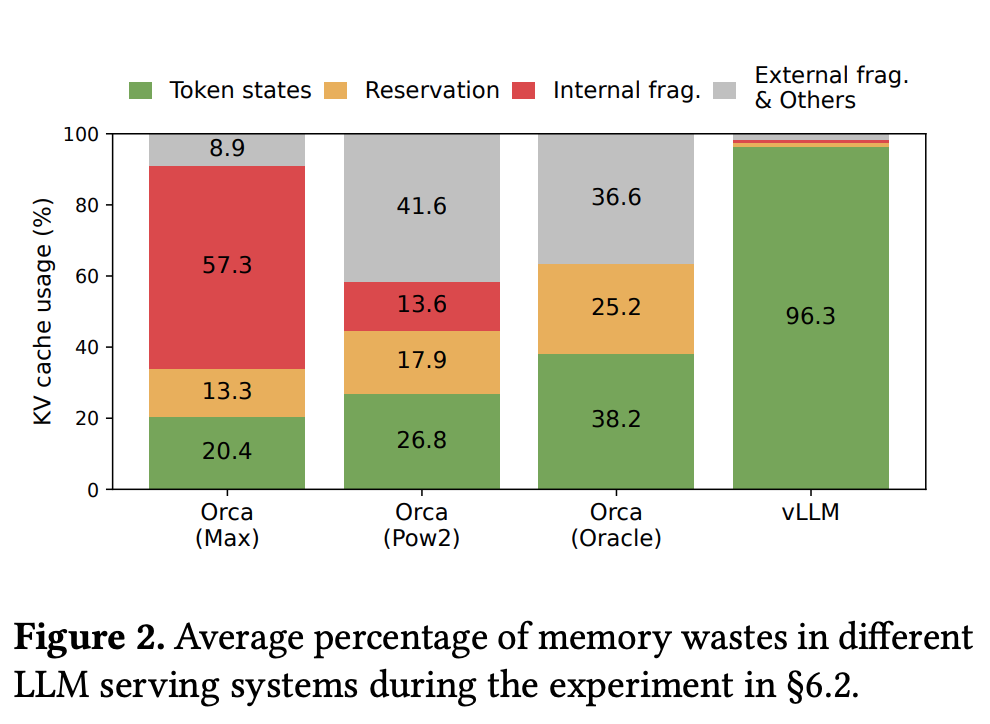 Token states
Reservation
Internal frag.
External frag.
& Others
KV cache usage (%)
100
80
60
40
20
0
8.9
57.3
13.3
20.4
41.6
13.6
17.9
26.8
36.6
25.2
38.2
96.3
Orca
(Max)
Orca
(Pow2)
Orca
(Oracle)
vLLM
Figure 2. Average percentage of memory wastes in different
LLM serving systems during the experiment in §6.2.